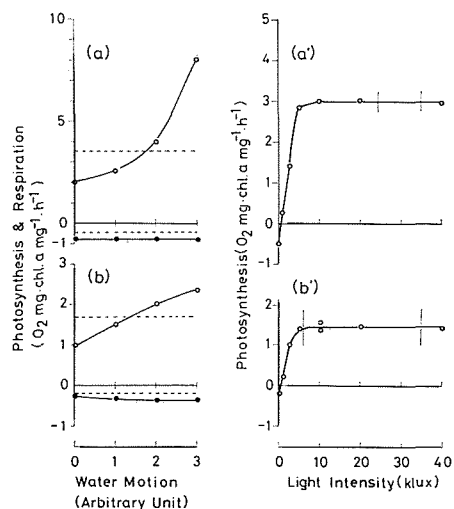 (a)
10
5
0
-1
(b)
3
2
1
0
-1
0 1 2 3
Water Motion
(Arbitrary Unit)
Photosynthesis & Respiration
(O₂ mg·chl.a mg⁻¹·h⁻¹)
(a')
5
4
3
2
1
0
-1
(b')
3
2
1
0
-1
0 10 20 30 40
Light Intensity(klux)
Photosynthesis(O₂ mg·chl.a mg⁻¹·h⁻¹)